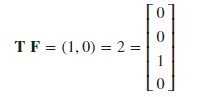 0
0
T F = (1, 0) = 2 =
1
0